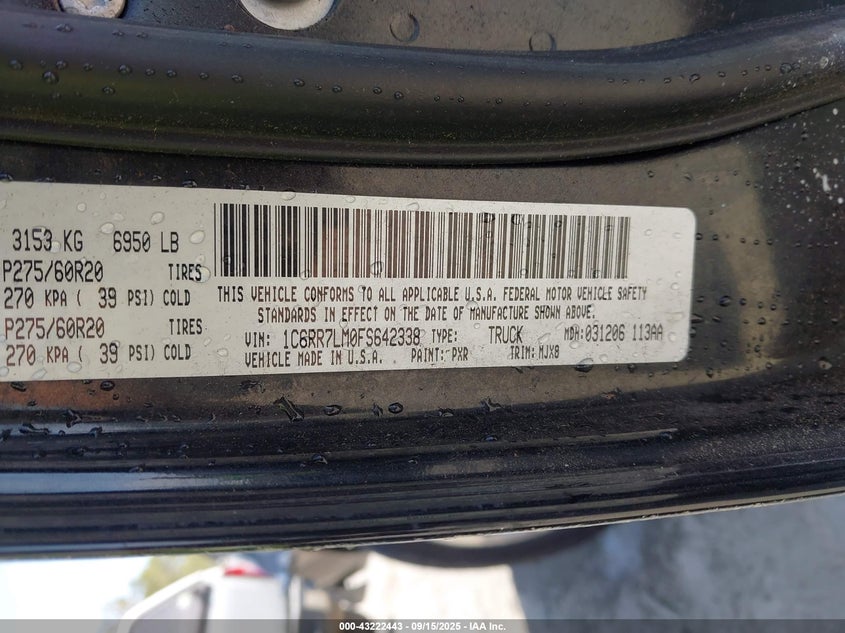 3153 KG 6950 LB
P275/60R20 TIRES
270 KPA ( 39 PSI) COLD
P275/60R20 TIRES
270 KPA ( 39 PSI) COLD
THIS VEHICLE CONFORMS TO ALL APPLICABLE U.S.A. FEDERAL MOTOR VEHICLE SAFETY
STANDARDS IN EFFECT ON THE DATE OF MANUFACTURE SHOWN ABOVE.
VIN: 1C6RR7LM0FS642338 TYPE: TRUCK MDH:031206 113AA
VEHICLE MADE IN U.S.A. PAINT: PXR TRIM: MJX8
000-43222443 - 09/15/2025 - IAA Inc.